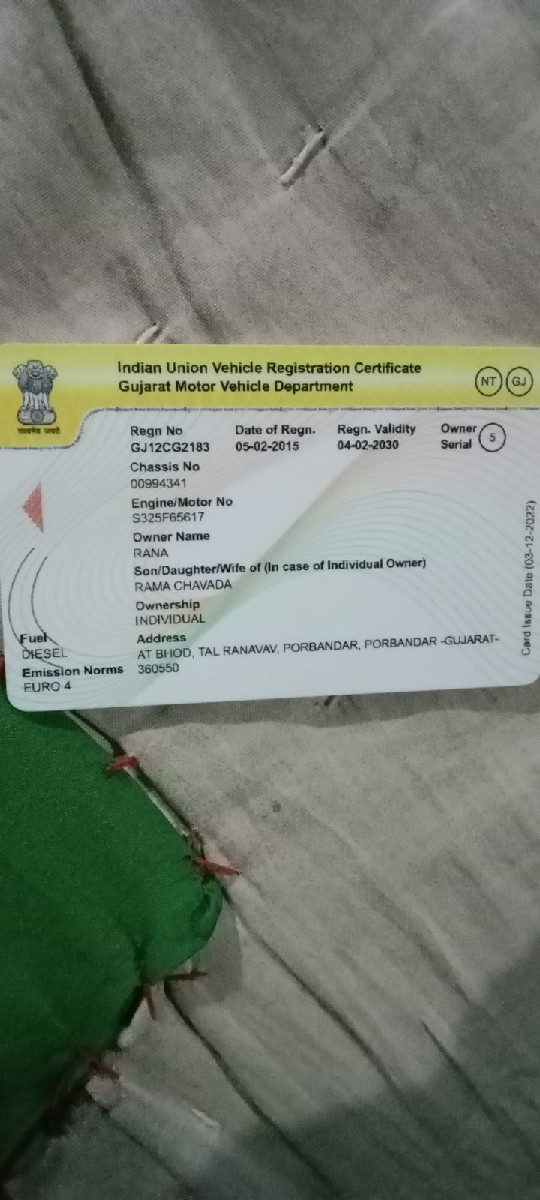 Indian Union Vehicle Registration Certificate
Gujarat Motor Vehicle Department
NT GJ
सत्यमेव जयते
Regn No Date of Regn. Regn. Validity Owner Serial 5
GJ12CG2183 05-02-2015 04-02-2030
Chassis No
00994341
Engine/Motor No
S325F65617
Owner Name
RANA
Son/Daughter/Wife of (In case of Individual Owner)
RAMA CHAVADA
Ownership
INDIVIDUAL
Fuel
DIESEL
Emission Norms
EURO 4
Address
AT BHOD, TAL RANAVAV, PORBANDAR, PORBANDAR -GUJARAT-
360550
Card Issue Date (03-12-2022)